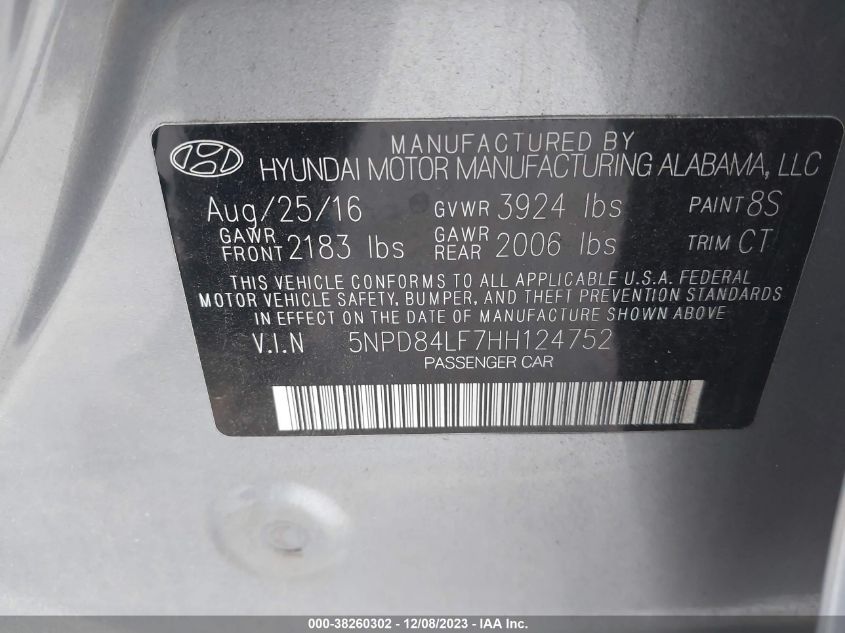 MANUFACTURED BY
HYUNDAI MOTOR MANUFACTURING ALABAMA, LLC
Aug/25/16 GVWR 3924 lbs PAINT 8S
GAWR FRONT 2183 lbs GAWR REAR 2006 lbs TRIM CT
THIS VEHICLE CONFORMS TO ALL APPLICABLE U.S.A. FEDERAL
MOTOR VEHICLE SAFETY, BUMPER, AND THEFT PREVENTION STANDARDS
IN EFFECT ON THE DATE OF MANUFACTURE SHOWN ABOVE
V.I.N 5NPD84LF7HH124752
PASSENGER CAR
000-38260302 - 12/08/2023 - IAA Inc.